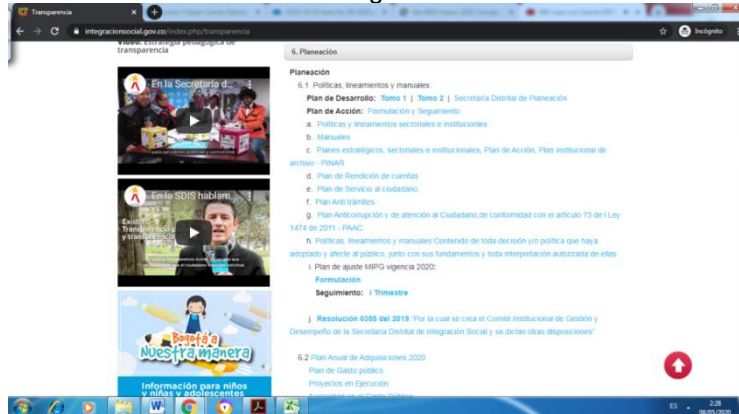 Transparencia
integracionsocial.gov.co/index.php/transparencia
Incógnito
Video: Estrategia pedagógica de
transparencia
En la Secretaría d...
En la SDIS hablam...
Existen
Bogotá a
Nuestra manera
Información para niños
y niñas y adolescentes
6. Planeación
Planeación
6.1 Políticas, lineamientos y manuales:
Plan de Desarrollo: Tomo 1 | Tomo 2 | Secretaría Distrital de Planeación
Plan de Acción: Formulación y Seguimiento
a. Políticas y lineamientos sectoriales e institucionles.
b. Manuales
c. Planes estratégicos, sectoriales e institucionales, Plan de Acción, Plan institucional de
archivo - PINAR
d. Plan de Rendición de cuentas.
e. Plan de Servicio al ciudadano.
f. Plan Anti trámites.
g. Plan Anticorrupción y de atención al Ciudadano,de conformidad con el artículo 73 de l Ley
1474 de 2011 - PAAC.
h. Políticas, lineamientos y manuales:Contenido de toda decisión y/o política que haya
adoptado y afecte al público, junto con sus fundamentos y toda interpretación autorizada de ellas.
i. Plan de ajuste MIPG vigencia 2020:
Formulación
Seguimiento: I Trimestre
j. Resolución 0355 del 2019 "Por la cual se crea el Comité Institucional de Gestión y
Desempeño de la Secretaría Distrital de Integración Social y se dictan otras disposiciones"
6.2 Plan Anual de Adquisiciones 2020
Plan de Gasto público
Proyectos en Ejecución
ES
2:28
08/05/2020